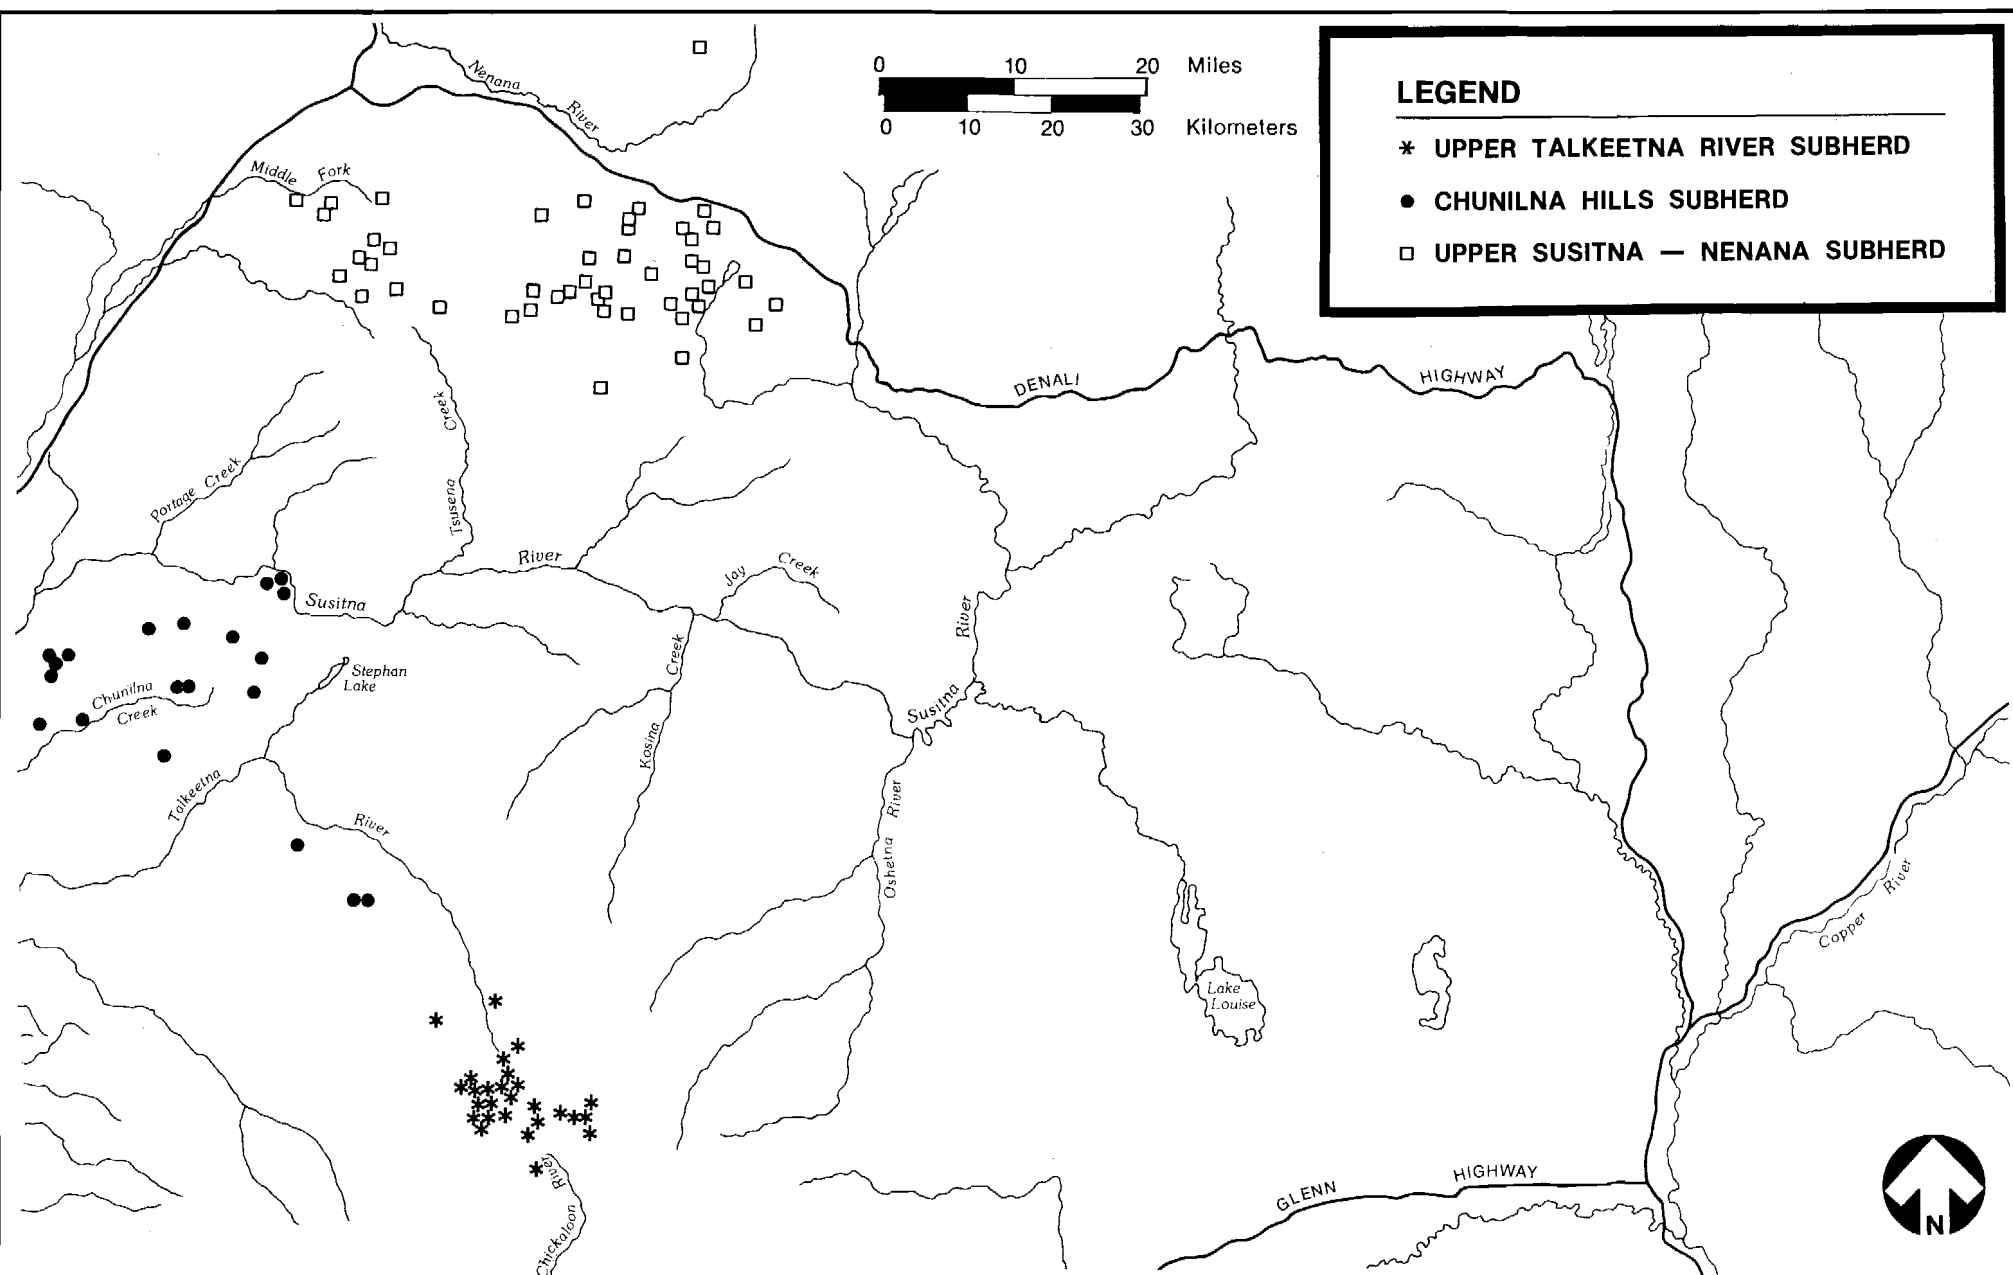 0 10 20 Miles
0 10 20 30 Kilometers
LEGEND
* UPPER TALKEETNA RIVER SUBHERD
● CHUNILNA HILLS SUBHERD
□ UPPER SUSITNA — NENANA SUBHERD
Nenana River
Middle Fork
DENALI HIGHWAY
Portage Creek
Tsusena Creek
Susitna River
Jay Creek
River
Susitna
Stephan
Lake
Chunilna
Creek
Kosina Creek
Talkeetna River
Oshetna River
Lake
Louise
Copper River
Chickaloon River
GLENN HIGHWAY
N